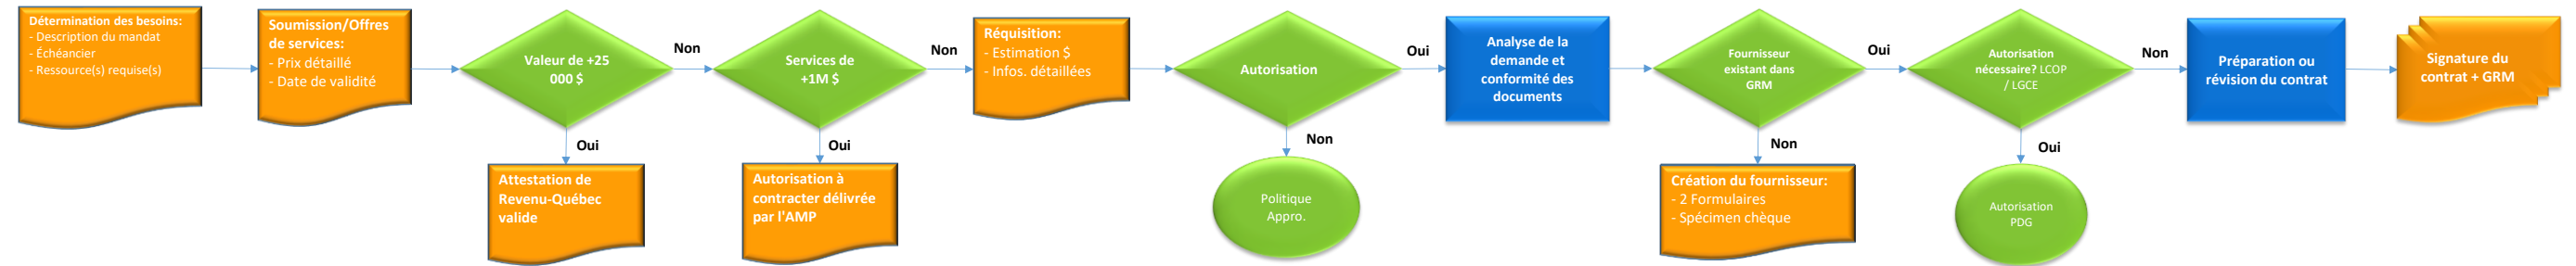 Détermination des besoins:
- Description du mandat
- Échéancier
- Ressource(s) requise(s)
Soumission/Offres
de services:
- Prix détaillé
- Date de validité
Valeur de +25
000 $
Non
Oui
Attestation de
Revenu-Québec
valide
Services de
+1M $
Non
Oui
Autorisation à
contracter délivrée
par l'AMP
Réquisition:
- Estimation $
- Infos. détaillées
Autorisation
Oui
Non
Politique
Appro.
Analyse de la
demande et
conformité des
documents
Fournisseur
existant dans
GRM
Oui
Non
Création du fournisseur:
- 2 Formulaires
- Spécimen chèque
Autorisation
nécessaire? LCOP
/ LGCE
Non
Oui
Autorisation
PDG
Préparation ou
révision du contrat
Signature du
contrat + GRM